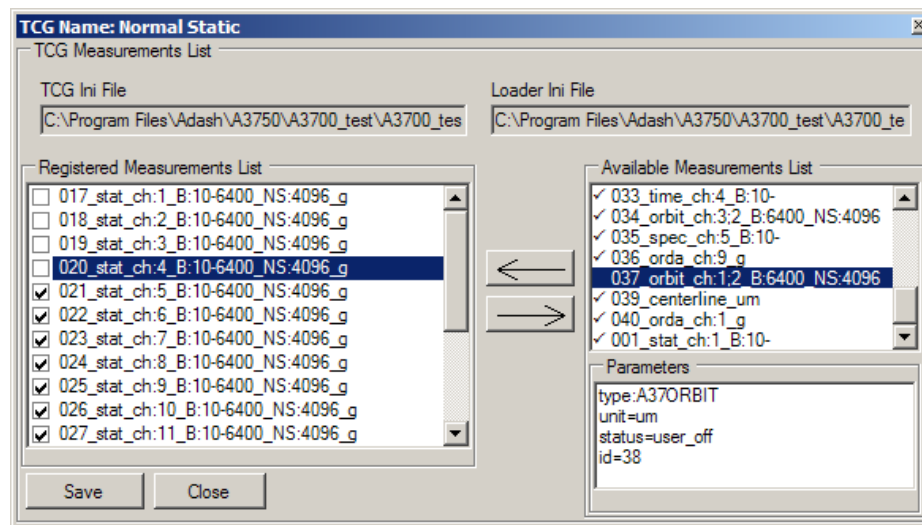 TCG Name: Normal Static
TCG Measurements List
TCG Ini File
C:\Program Files\Adash\A3750\A3700_test\A3700_tes
Loader Ini File
C:\Program Files\Adash\A3750\A3700_test\A3700_te
Registered Measurements List
017_stat_ch:1_B:10-6400_NS:4096_g
018_stat_ch:2_B:10-6400_NS:4096_g
019_stat_ch:3_B:10-6400_NS:4096_g
020_stat_ch:4_B:10-6400_NS:4096_g
021_stat_ch:5_B:10-6400_NS:4096_g
022_stat_ch:6_B:10-6400_NS:4096_g
023_stat_ch:7_B:10-6400_NS:4096_g
024_stat_ch:8_B:10-6400_NS:4096_g
025_stat_ch:9_B:10-6400_NS:4096_g
026_stat_ch:10_B:10-6400_NS:4096_g
027_stat_ch:11_B:10-6400_NS:4096_g
Save
Close
Available Measurements List
033_time_ch:4_B:10-
034_orbit_ch:3;2_B:6400_NS:4096
035_spec_ch:5_B:10-
036_orda_ch:9_g
037_orbit_ch:1;2_B:6400_NS:4096
039_centerline_um
040_orda_ch:1_g
001_stat_ch:1_B:10-
Parameters
type:A37ORBIT
unit=um
status=user_off
id=38